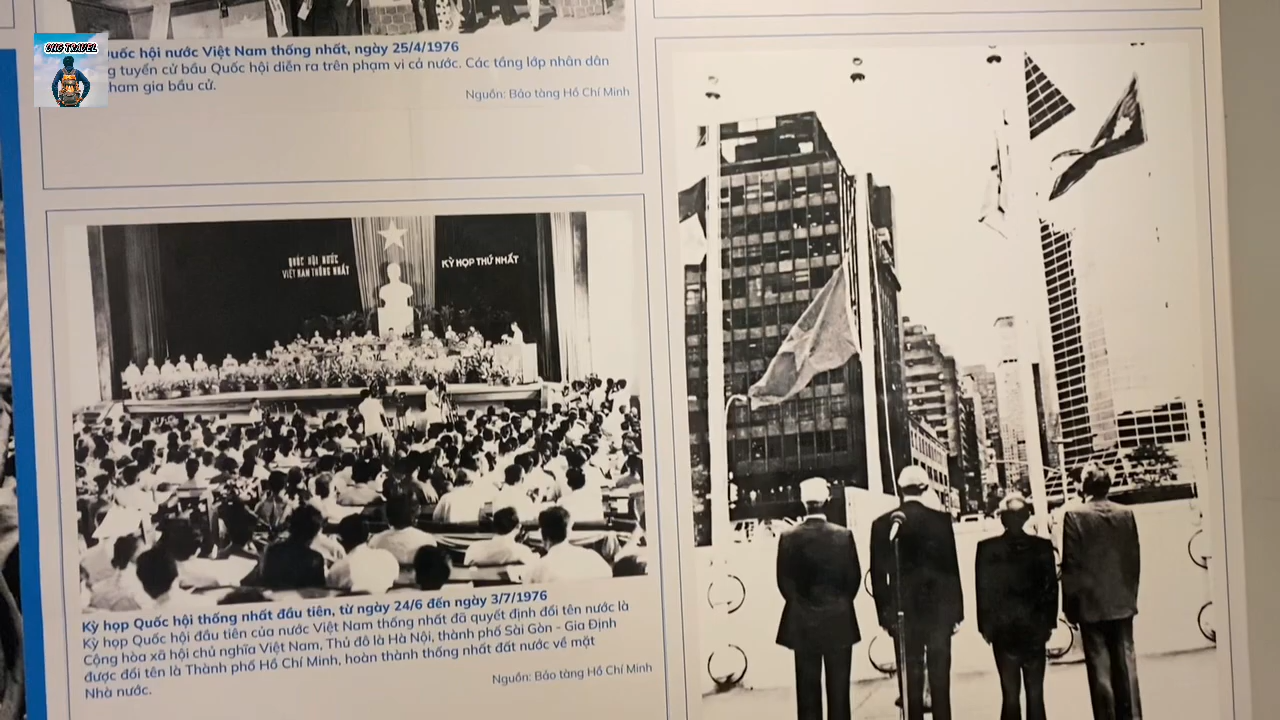 UNG TRAVEL
uốc hội nước Việt Nam thống nhất, ngày 25/4/1976
g tuyển cử bầu Quốc hội diễn ra trên phạm vi cả nước. Các tầng lớp nhân dân
ham gia bầu cử.
Nguồn: Bảo tàng Hồ Chí Minh
QUỐC HỘI NƯỚC
VIỆT NAM THỐNG NHẤT
KỲ HỌP THỨ NHẤT
Kỳ họp Quốc hội thống nhất đầu tiên, từ ngày 24/6 đến ngày 3/7/1976
Kỳ họp Quốc hội đầu tiên của nước Việt Nam thống nhất đã quyết định đổi tên nước là
Cộng hòa xã hội chủ nghĩa Việt Nam, Thủ đô là Hà Nội, thành phố Sài Gòn - Gia Định
được đổi tên là Thành phố Hồ Chí Minh, hoàn thành thống nhất đất nước về mặt
Nhà nước.
Nguồn: Bảo tàng Hồ Chí Minh